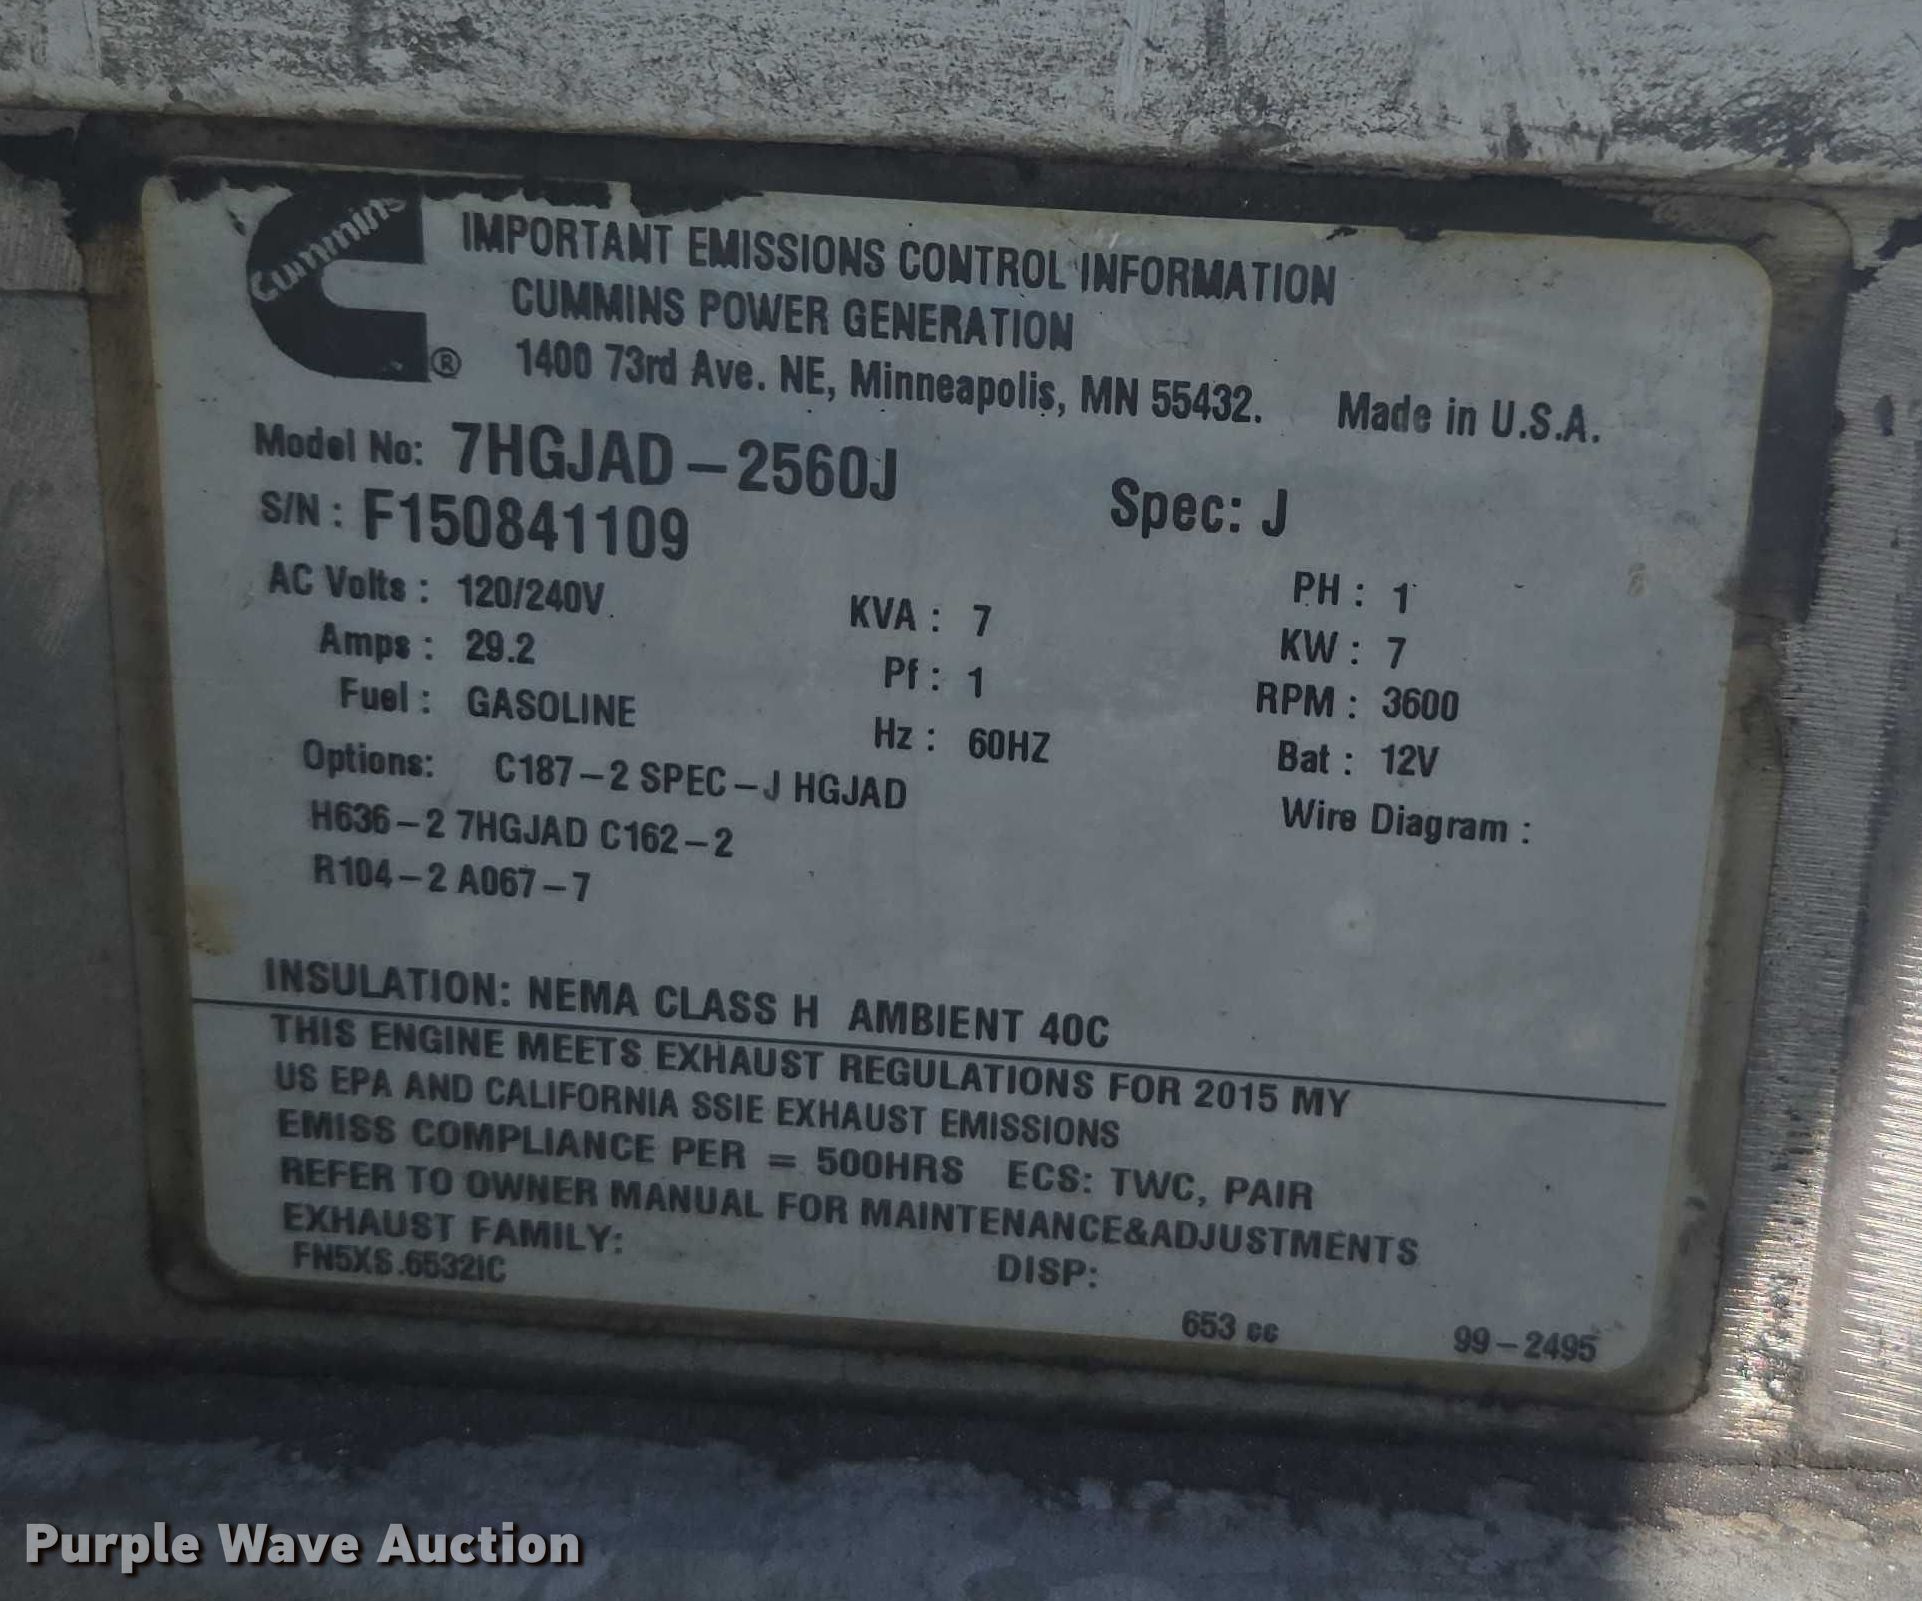 Cummins
®
IMPORTANT EMISSIONS CONTROL INFORMATION
CUMMINS POWER GENERATION
1400 73rd Ave. NE, Minneapolis, MN 55432. Made in U.S.A.
Model No: 7HGJAD-2560J
Spec: J
S/N: F150841109
AC Volts: 120/240V KVA: 7 PH: 1
Amps: 29.2 Pf: 1 KW: 7
Fuel: GASOLINE Hz: 60HZ RPM: 3600
Bat: 12V
Options: C187-2 SPEC-J HGJAD Wire Diagram:
H636-2 7HGJAD C162-2
R104-2 A067-7
INSULATION: NEMA CLASS H AMBIENT 40C
THIS ENGINE MEETS EXHAUST REGULATIONS FOR 2015 MY
US EPA AND CALIFORNIA SSIE EXHAUST EMISSIONS
EMISS COMPLIANCE PER = 500HRS ECS: TWC, PAIR
REFER TO OWNER MANUAL FOR MAINTENANCE&ADJUSTMENTS
EXHAUST FAMILY: DISP:
FN5XS.6532IC 653 cc 99-2495
Purple Wave Auction